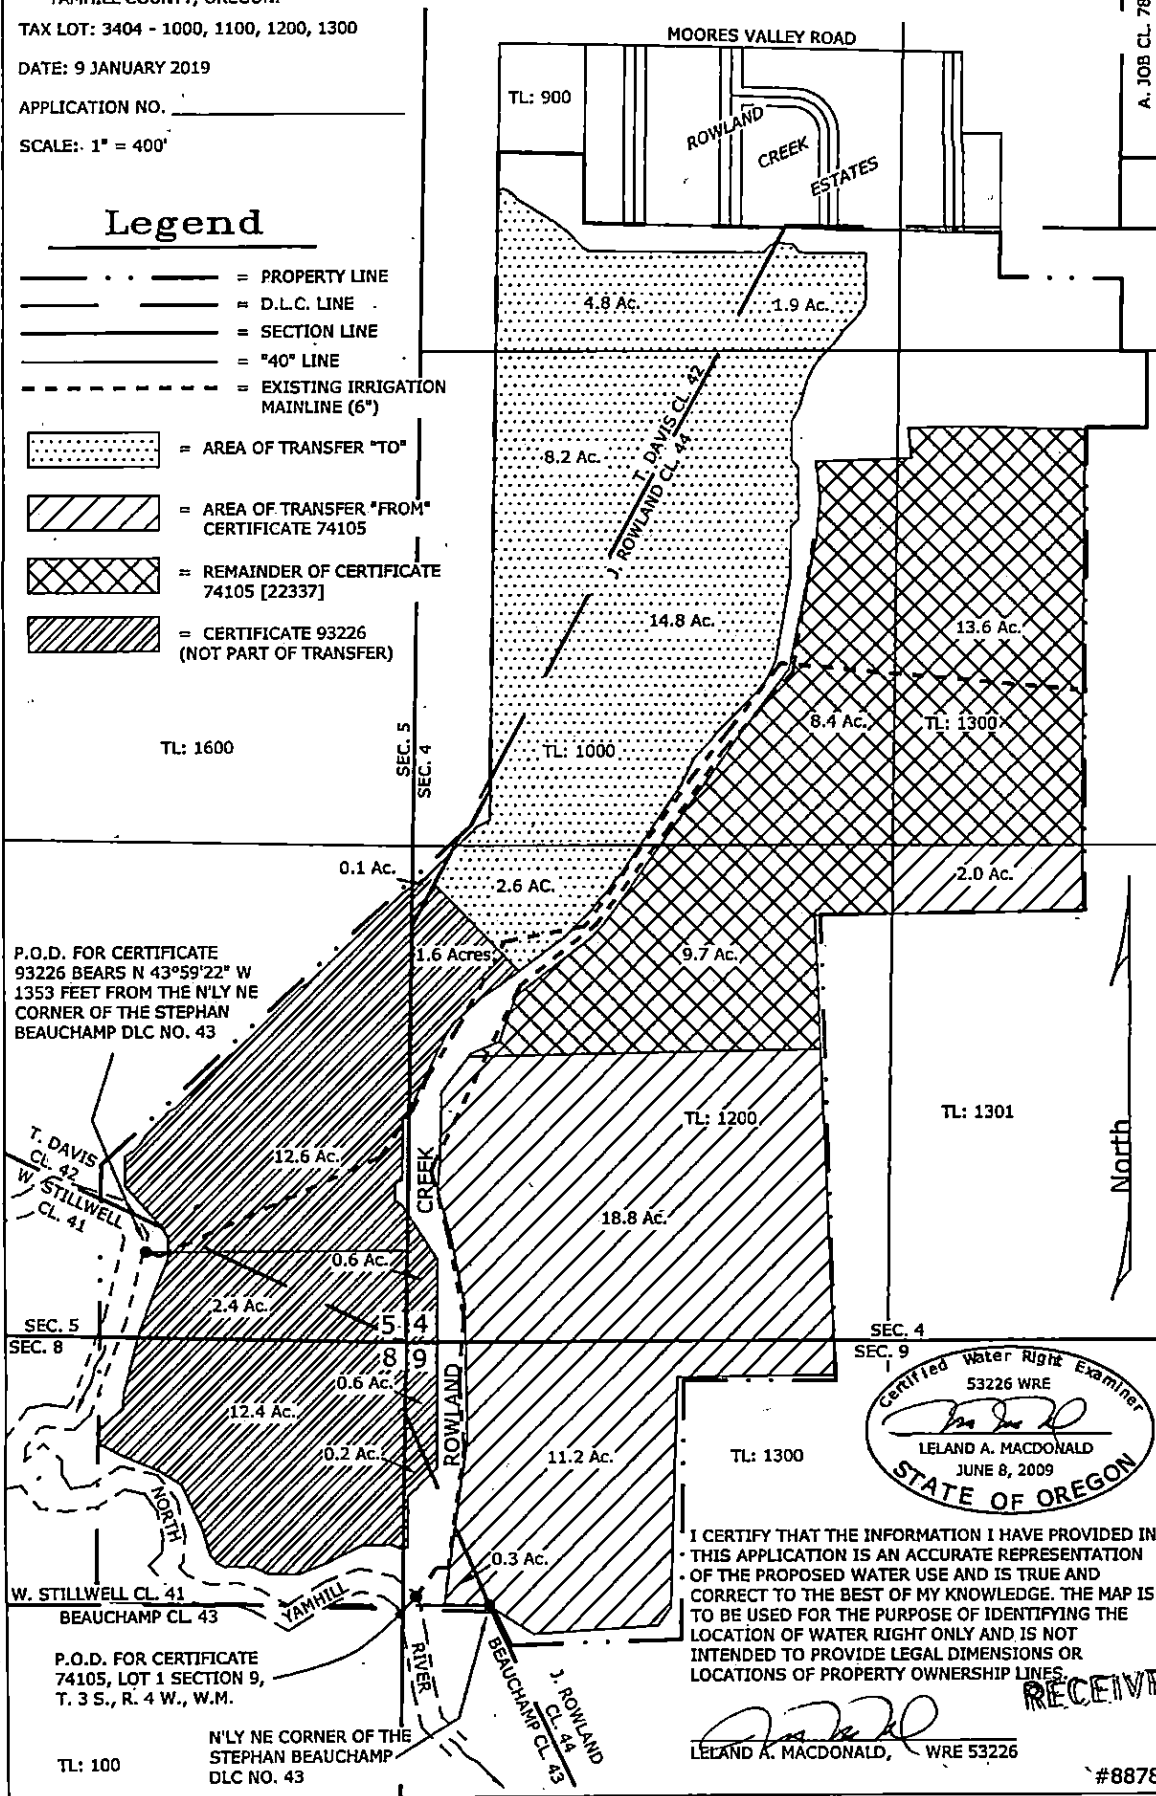 YAMHILL COUNTY, OREGON.
TAX LOT: 3404 - 1000, 1100, 1200, 1300
DATE: 9 JANUARY 2019
APPLICATION NO.
SCALE: 1" = 400'
Legend
= PROPERTY LINE
= D.L.C. LINE
= SECTION LINE
= "40" LINE
= EXISTING IRRIGATION
MAINLINE (6")
= AREA OF TRANSFER "TO"
= AREA OF TRANSFER "FROM"
CERTIFICATE 74105
= REMAINDER OF CERTIFICATE
74105 [22337]
= CERTIFICATE 93226
(NOT PART OF TRANSFER)
MOORES VALLEY ROAD
A. JOB CL. 78
TL: 900
ROWLAND
CREEK
ESTATES
4.8 Ac.
1.9 Ac.
T. DAVIS CL. 42
J. ROWLAND CL. 44
8.2 Ac.
14.8 Ac.
13.6 Ac.
8.4 Ac.
TL: 1300
TL: 1600
SEC. 5
SEC. 4
TL: 1000
0.1 Ac.
2.6 AC.
2.0 Ac.
1.6 Acres
9.7 Ac.
P.O.D. FOR CERTIFICATE
93226 BEARS N 43°59'22" W
1353 FEET FROM THE N'LY NE
CORNER OF THE STEPHAN
BEAUCHAMP DLC NO. 43
TL: 1200
TL: 1301
North
T. DAVIS
CL. 42
W. STILLWELL
CL. 41
12.6 Ac.
CREEK
18.8 Ac.
0.6 Ac.
2.4 Ac.
SEC. 5
SEC. 8
5 4
8 9
SEC. 4
SEC. 9
0.6 Ac.
12.4 Ac.
0.2 Ac.
ROWLAND
11.2 Ac.
TL: 1300
Certified Water Right Examiner
53226 WRE
LELAND A. MACDONALD
JUNE 8, 2009
STATE OF OREGON
NORTH
YAMHILL
RIVER
0.3 Ac.
W. STILLWELL CL. 41
BEAUCHAMP CL. 43
P.O.D. FOR CERTIFICATE
74105, LOT 1 SECTION 9,
T. 3 S., R. 4 W., W.M.
J. ROWLAND
CL. 44
BEAUCHAMP CL. 43
N'LY NE CORNER OF THE
STEPHAN BEAUCHAMP
DLC NO. 43
TL: 100
I CERTIFY THAT THE INFORMATION I HAVE PROVIDED IN
THIS APPLICATION IS AN ACCURATE REPRESENTATION
OF THE PROPOSED WATER USE AND IS TRUE AND
CORRECT TO THE BEST OF MY KNOWLEDGE. THE MAP IS
TO BE USED FOR THE PURPOSE OF IDENTIFYING THE
LOCATION OF WATER RIGHT ONLY AND IS NOT
INTENDED TO PROVIDE LEGAL DIMENSIONS OR
LOCATIONS OF PROPERTY OWNERSHIP LINES.
RECEIVE
LELAND A. MACDONALD, WRE 53226
#8878